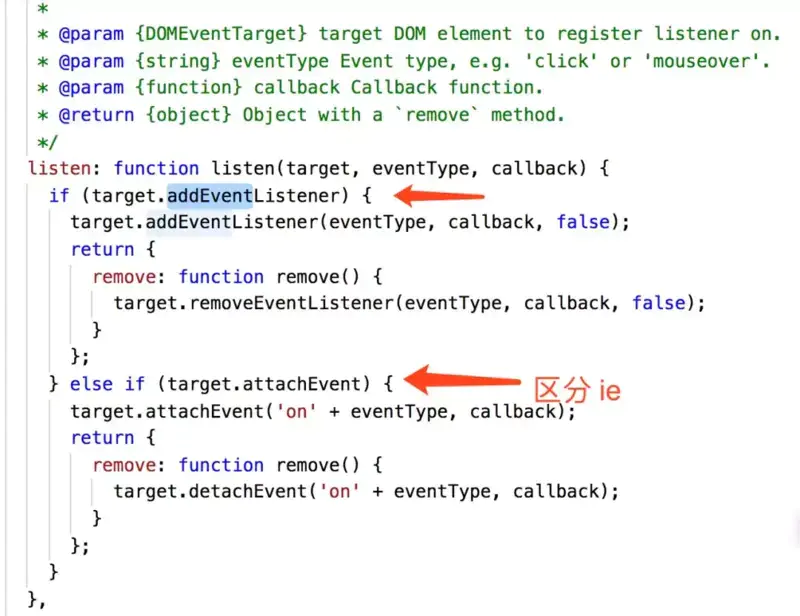 *
* @param {DOMEventTarget} target DOM element to register listener on.
* @param {string} eventType Event type, e.g. 'click' or 'mouseover'.
* @param {function} callback Callback function.
* @return {object} Object with a `remove` method.
*/
listen: function listen(target, eventType, callback) {
if (target.addEventListener) {
target.addEventListener(eventType, callback, false);
return {
remove: function remove() {
target.removeEventListener(eventType, callback, false);
}
};
} else if (target.attachEvent) {
区分 ie
target.attachEvent('on' + eventType, callback);
return {
remove: function remove() {
target.detachEvent('on' + eventType, callback);
}
};
}
},